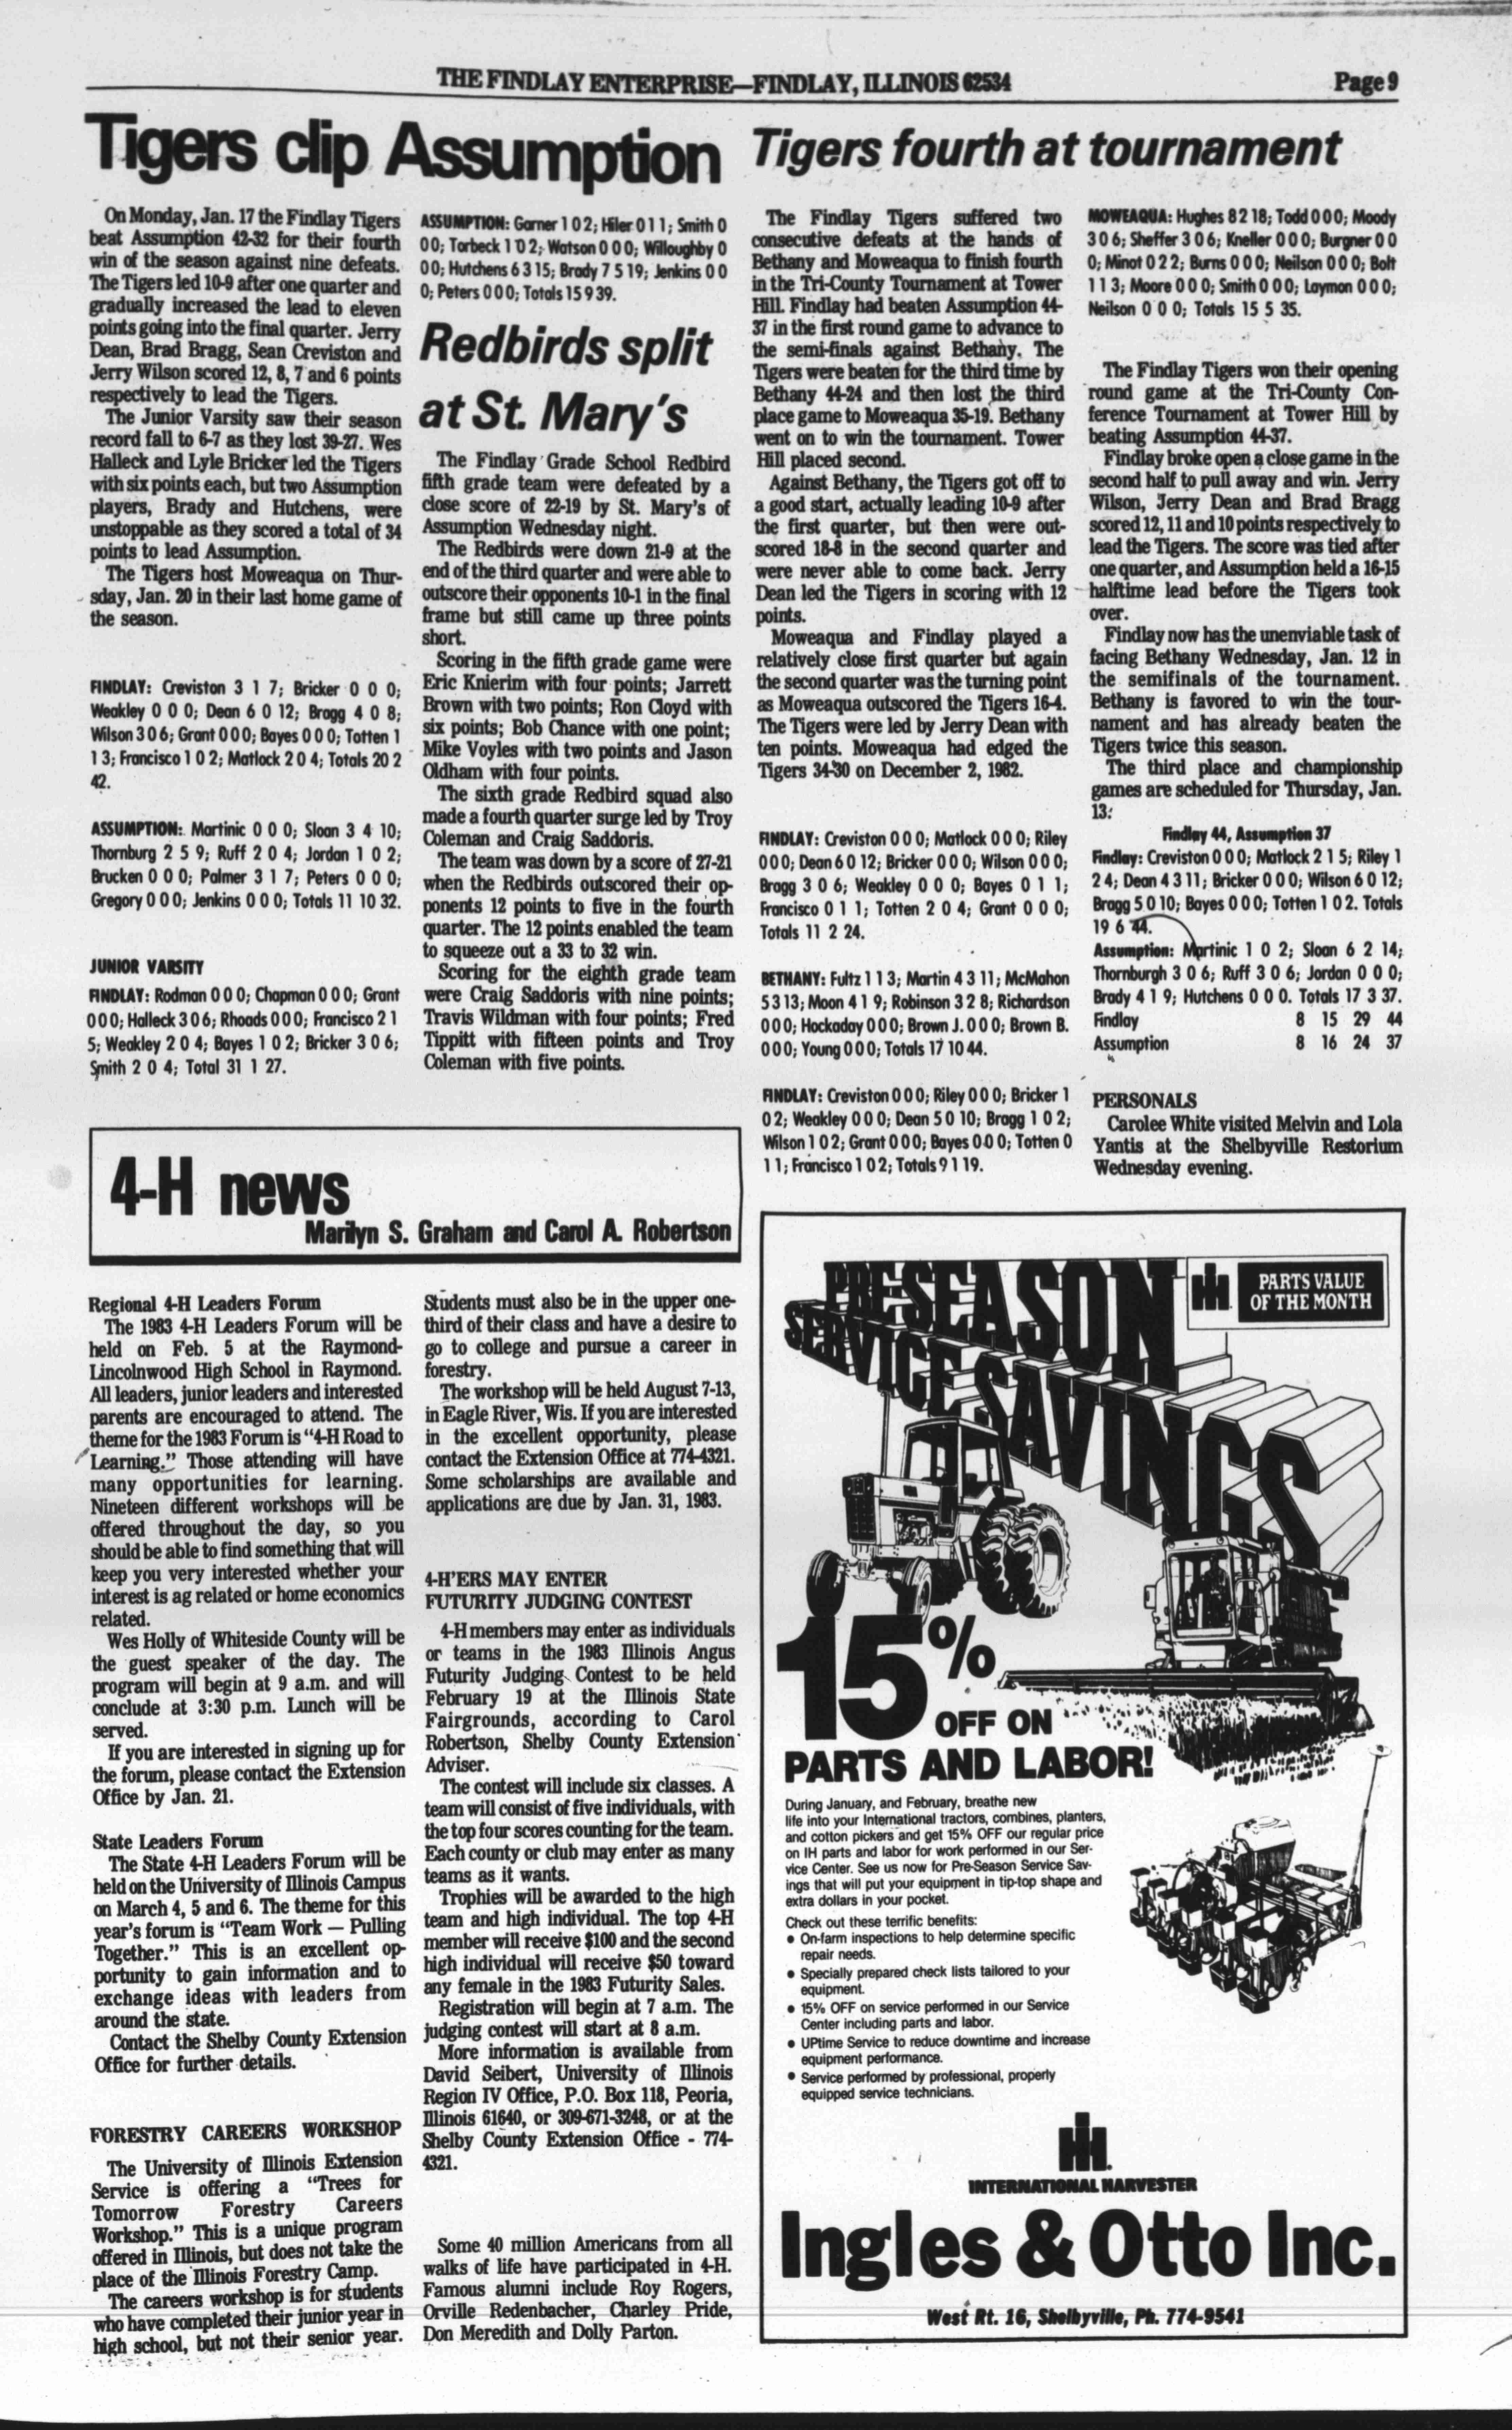 THE FINDLAY ENTERPRISE—FINDLAY, ILLINOIS 62534
Page 9
Tigers clip Assumption
On Monday, Jan. 17 the Findlay Tigers
beat Assumption 42-32 for their fourth
win of the season against nine defeats.
The Tigers led 10-9 after one quarter and
gradually increased the lead to eleven
points going into the final quarter. Jerry
Dean, Brad Bragg, Sean Creviston and
Jerry Wilson scored 12, 8, 7 and 6 points
respectively to lead the Tigers.
The Junior Varsity saw their season
record fall to 6-7 as they lost 39-27. Wes
Halleck and Lyle Bricker led the Tigers
with six points each, but two Assumption
players, Brady and Hutchens, were
unstoppable as they scored a total of 34
points to lead Assumption.
The Tigers host Moweaqua on Thur-
sday, Jan. 20 in their last home game of
the season.
FINDLAY: Creviston 3 1 7; Bricker 0 0 0;
Weakley 0 0 0; Dean 6 0 12; Bragg 4 0 8;
Wilson 3 0 6; Grant 0 0 0; Bayes 0 0 0; Totten 1
1 3; Francisco 1 0 2; Matlock 2 0 4; Totals 20 2
42.
ASSUMPTION: Martinic 0 0 0; Sloan 3 4 10;
Thornburg 2 5 9; Ruff 2 0 4; Jordan 1 0 2;
Brucken 0 0 0; Palmer 3 1 7; Peters 0 0 0;
Gregory 0 0 0; Jenkins 0 0 0; Totals 11 10 32.
JUNIOR VARSITY
FINDLAY: Rodman 0 0 0; Chapman 0 0 0; Grant
0 0 0; Halleck 3 0 6; Rhoads 0 0 0; Francisco 2 1
5; Weakley 2 0 4; Bayes 1 0 2; Bricker 3 0 6;
Smith 2 0 4; Total 31 1 27.
ASSUMPTION: Garner 1 0 2; Hiler 0 1 1; Smith 0
0 0; Tarbeck 1 0 2; Watson 0 0 0; Willoughby 0
0 0; Hutchens 6 3 15; Brady 7 5 19; Jenkins 0 0
0; Peters 0 0 0; Totals 15 9 39.
Redbirds split
at St. Mary's
The Findlay Grade School Redbird
fifth grade team were defeated by a
close score of 22-19 by St. Mary's of
Assumption Wednesday night.
The Redbirds were down 21-9 at the
end of the third quarter and were able to
outscore their opponents 10-1 in the final
frame but still came up three points
short.
Scoring in the fifth grade game were
Eric Knierim with four points; Jarrett
Brown with two points; Ron Cloyd with
six points; Bob Chance with one point;
Mike Voyles with two points and Jason
Oldham with four points.
The sixth grade Redbird squad also
made a fourth quarter surge led by Troy
Coleman and Craig Saddoris.
The team was down by a score of 27-21
when the Redbirds outscored their op-
ponents 12 points to five in the fourth
quarter. The 12 points enabled the team
to squeeze out a 33 to 32 win.
Scoring for the eighth grade team
were Craig Saddoris with nine points;
Travis Wildman with four points; Fred
Tippitt with fifteen points and Troy
Coleman with five points.
Tigers fourth at tournament
The Findlay Tigers suffered two
consecutive defeats at the hands of
Bethany and Moweaqua to finish fourth
in the Tri-County Tournament at Tower
Hill. Findlay had beaten Assumption 44-
37 in the first round game to advance to
the semi-finals against Bethany. The
Tigers were beaten for the third time by
Bethany 44-24 and then lost the third
place game to Moweaqua 35-19. Bethany
went on to win the tournament. Tower
Hill placed second.
Against Bethany, the Tigers got off to
a good start, actually leading 10-9 after
the first quarter, but then were out-
scored 18-8 in the second quarter and
were never able to come back. Jerry
Dean led the Tigers in scoring with 12
points.
Moweaqua and Findlay played a
relatively close first quarter but again
the second quarter was the turning point
as Moweaqua outscored the Tigers 16-4.
The Tigers were led by Jerry Dean with
ten points. Moweaqua had edged the
Tigers 34-30 on December 2, 1982.
FINDLAY: Creviston 0 0 0; Matlock 0 0 0; Riley
0 0 0; Dean 6 0 12; Bricker 0 0 0; Wilson 0 0 0;
Bragg 3 0 6; Weakley 0 0 0; Bayes 0 1 1;
Francisco 0 1 1; Totten 2 0 4; Grant 0 0 0;
Totals 11 2 24.
BETHANY: Fultz 1 1 3; Martin 4 3 11; McMahon
5 3 13; Moon 4 1 9; Robinson 3 2 8; Richardson
0 0 0; Hockaday 0 0 0; Brown J. 0 0 0; Brown B.
0 0 0; Young 0 0 0; Totals 17 10 44.
FINDLAY: Creviston 0 0 0; Riley 0 0 0; Bricker 1
0 2; Weakley 0 0 0; Dean 5 0 10; Bragg 1 0 2;
Wilson 1 0 2; Grant 0 0 0; Bayes 0 0 0; Totten 0
1 1; Francisco 1 0 2; Totals 9 1 19.
MOWEAQUA: Hughes 8 2 18; Todd 0 0 0; Moody
3 0 6; Sheffer 3 0 6; Kneller 0 0 0; Burgner 0 0
0; Minot 0 2 2; Burns 0 0 0; Neilson 0 0 0; Bolt
1 1 3; Moore 0 0 0; Smith 0 0 0; Laymon 0 0 0;
Neilson 0 0 0; Totals 15 5 35.
The Findlay Tigers won their opening
round game at the Tri-County Con-
ference Tournament at Tower Hill by
beating Assumption 44-37.
Findlay broke open a close game in the
second half to pull away and win. Jerry
Wilson, Jerry Dean and Brad Bragg
scored 12, 11 and 10 points respectively to
lead the Tigers. The score was tied after
one quarter, and Assumption held a 16-15
halftime lead before the Tigers took
over.
Findlay now has the unenviable task of
facing Bethany Wednesday, Jan. 12 in
the semifinals of the tournament.
Bethany is favored to win the tour-
nament and has already beaten the
Tigers twice this season.
The third place and championship
games are scheduled for Thursday, Jan.
13.
Findlay 44, Assumption 37
Findlay: Creviston 0 0 0; Matlock 2 1 5; Riley 1
2 4; Dean 4 3 11; Bricker 0 0 0; Wilson 6 0 12;
Bragg 5 0 10; Bayes 0 0 0; Totten 1 0 2. Totals
19 6 44.
Assumption: Martinic 1 0 2; Sloan 6 2 14;
Thornburgh 3 0 6; Ruff 3 0 6; Jordan 0 0 0;
Brady 4 1 9; Hutchens 0 0 0. Totals 17 3 37.
Findlay 8 15 29 44
Assumption 8 16 24 37
PERSONALS
Carolee White visited Melvin and Lola
Yantis at the Shelbyville Restorium
Wednesday evening.
4-H news
Marilyn S. Graham and Carol A. Robertson
Regional 4-H Leaders Forum
The 1983 4-H Leaders Forum will be
held on Feb. 5 at the Raymond-
Lincolnwood High School in Raymond.
All leaders, junior leaders and interested
parents are encouraged to attend. The
theme for the 1983 Forum is "4-H Road to
Learning." Those attending will have
many opportunities for learning.
Nineteen different workshops will be
offered throughout the day, so you
should be able to find something that will
keep you very interested whether your
interest is ag related or home economics
related.
Wes Holly of Whiteside County will be
the guest speaker of the day. The
program will begin at 9 a.m. and will
conclude at 3:30 p.m. Lunch will be
served.
If you are interested in signing up for
the forum, please contact the Extension
Office by Jan. 21.
State Leaders Forum
The State 4-H Leaders Forum will be
held on the University of Illinois Campus
on March 4, 5 and 6. The theme for this
year's forum is "Team Work — Pulling
Together." This is an excellent op-
portunity to gain information and to
exchange ideas with leaders from
around the state.
Contact the Shelby County Extension
Office for further details.
FORESTRY CAREERS WORKSHOP
The University of Illinois Extension
Service is offering a "Trees for
Tomorrow Forestry Careers
Workshop." This is a unique program
offered in Illinois, but does not take the
place of the Illinois Forestry Camp.
The careers workshop is for students
who have completed their junior year in
high school, but not their senior year.
Students must also be in the upper one-
third of their class and have a desire to
go to college and pursue a career in
forestry.
The workshop will be held August 7-13,
in Eagle River, Wis. If you are interested
in the excellent opportunity, please
contact the Extension Office at 774-4321.
Some scholarships are available and
applications are due by Jan. 31, 1983.
4-H'ERS MAY ENTER
FUTURITY JUDGING CONTEST
4-H members may enter as individuals
or teams in the 1983 Illinois Angus
Futurity Judging Contest to be held
February 19 at the Illinois State
Fairgrounds, according to Carol
Robertson, Shelby County Extension
Adviser.
The contest will include six classes. A
team will consist of five individuals, with
the top four scores counting for the team.
Each county or club may enter as many
teams as it wants.
Trophies will be awarded to the high
team and high individual. The top 4-H
member will receive $100 and the second
high individual will receive $50 toward
any female in the 1983 Futurity Sales.
Registration will begin at 7 a.m. The
judging contest will start at 8 a.m.
More information is available from
David Seibert, University of Illinois
Region IV Office, P.O. Box 118, Peoria,
Illinois 61640, or 309-671-3248, or at the
Shelby County Extension Office - 774-
4321.
Some 40 million Americans from all
walks of life have participated in 4-H.
Famous alumni include Roy Rogers,
Orville Redenbacher, Charley Pride,
Don Meredith and Dolly Parton.
PRESEASON
SERVICE SAVINGS
PARTS VALUE
OF THE MONTH
15%
OFF ON
PARTS AND LABOR!
During January, and February, breathe new
life into your International tractors, combines, planters,
and cotton pickers and get 15% OFF our regular price
on IH parts and labor for work performed in our Ser-
vice Center. See us now for Pre-Season Service Sav-
ings that will put your equipment in tip-top shape and
extra dollars in your pocket.
Check out these terrific benefits:
• On-farm inspections to help determine specific
repair needs.
• Specially prepared check lists tailored to your
equipment.
• 15% OFF on service performed in our Service
Center including parts and labor.
• UPtime Service to reduce downtime and increase
equipment performance.
• Service performed by professional, properly
equipped service technicians.
INTERNATIONAL HARVESTER
Ingles & Otto Inc.
West Rt. 16, Shelbyville, Ph. 774-9541